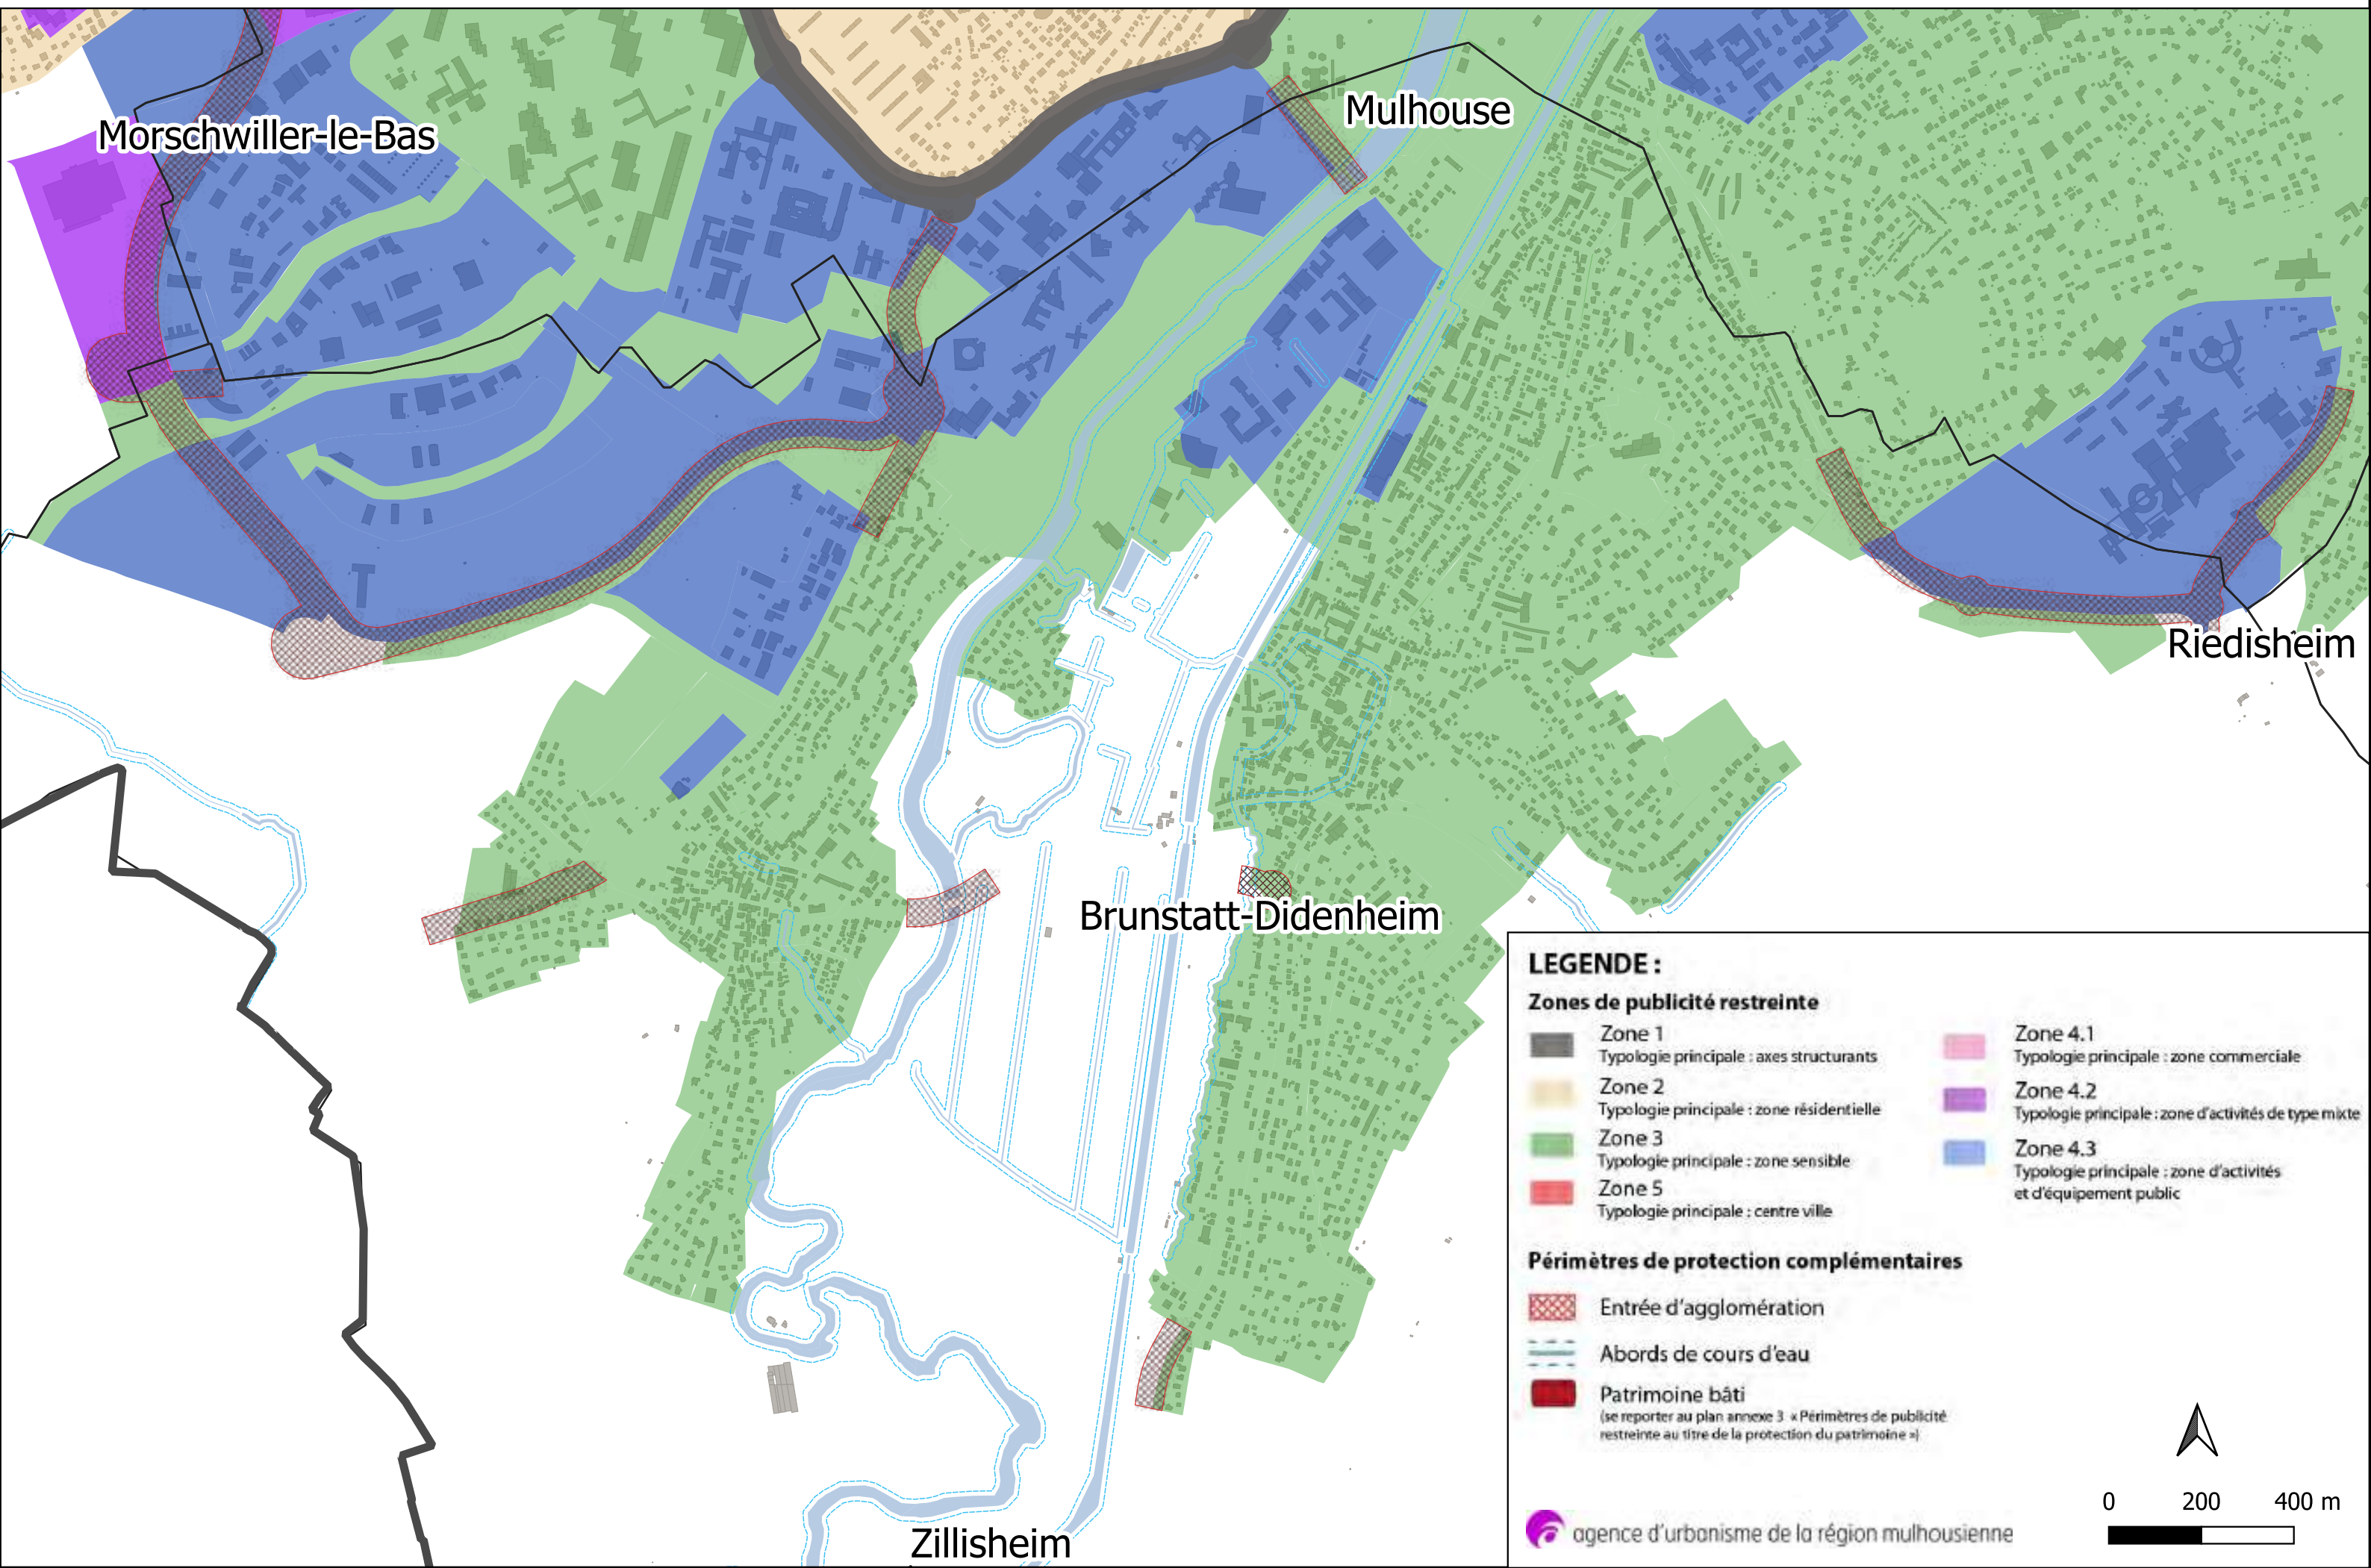 Morschwiller-le-Bas
Mulhouse
Riedisheim
Brunstatt-Didenheim
Zillisheim
LEGENDE :
Zones de publicité restreinte
Zone 1
Typologie principale : axes structurants
Zone 2
Typologie principale : zone résidentielle
Zone 3
Typologie principale : zone sensible
Zone 5
Typologie principale : centre ville
Zone 4.1
Typologie principale : zone commerciale
Zone 4.2
Typologie principale : zone d'activités de type mixte
Zone 4.3
Typologie principale : zone d'activités
et d'équipement public
Périmètres de protection complémentaires
Entrée d'agglomération
Abords de cours d'eau
Patrimoine bâti
(se reporter au plan annexe 3 « Périmètres de publicité
restreinte au titre de la protection du patrimoine »)
0 200 400 m
agence d'urbanisme de la région mulhousienne